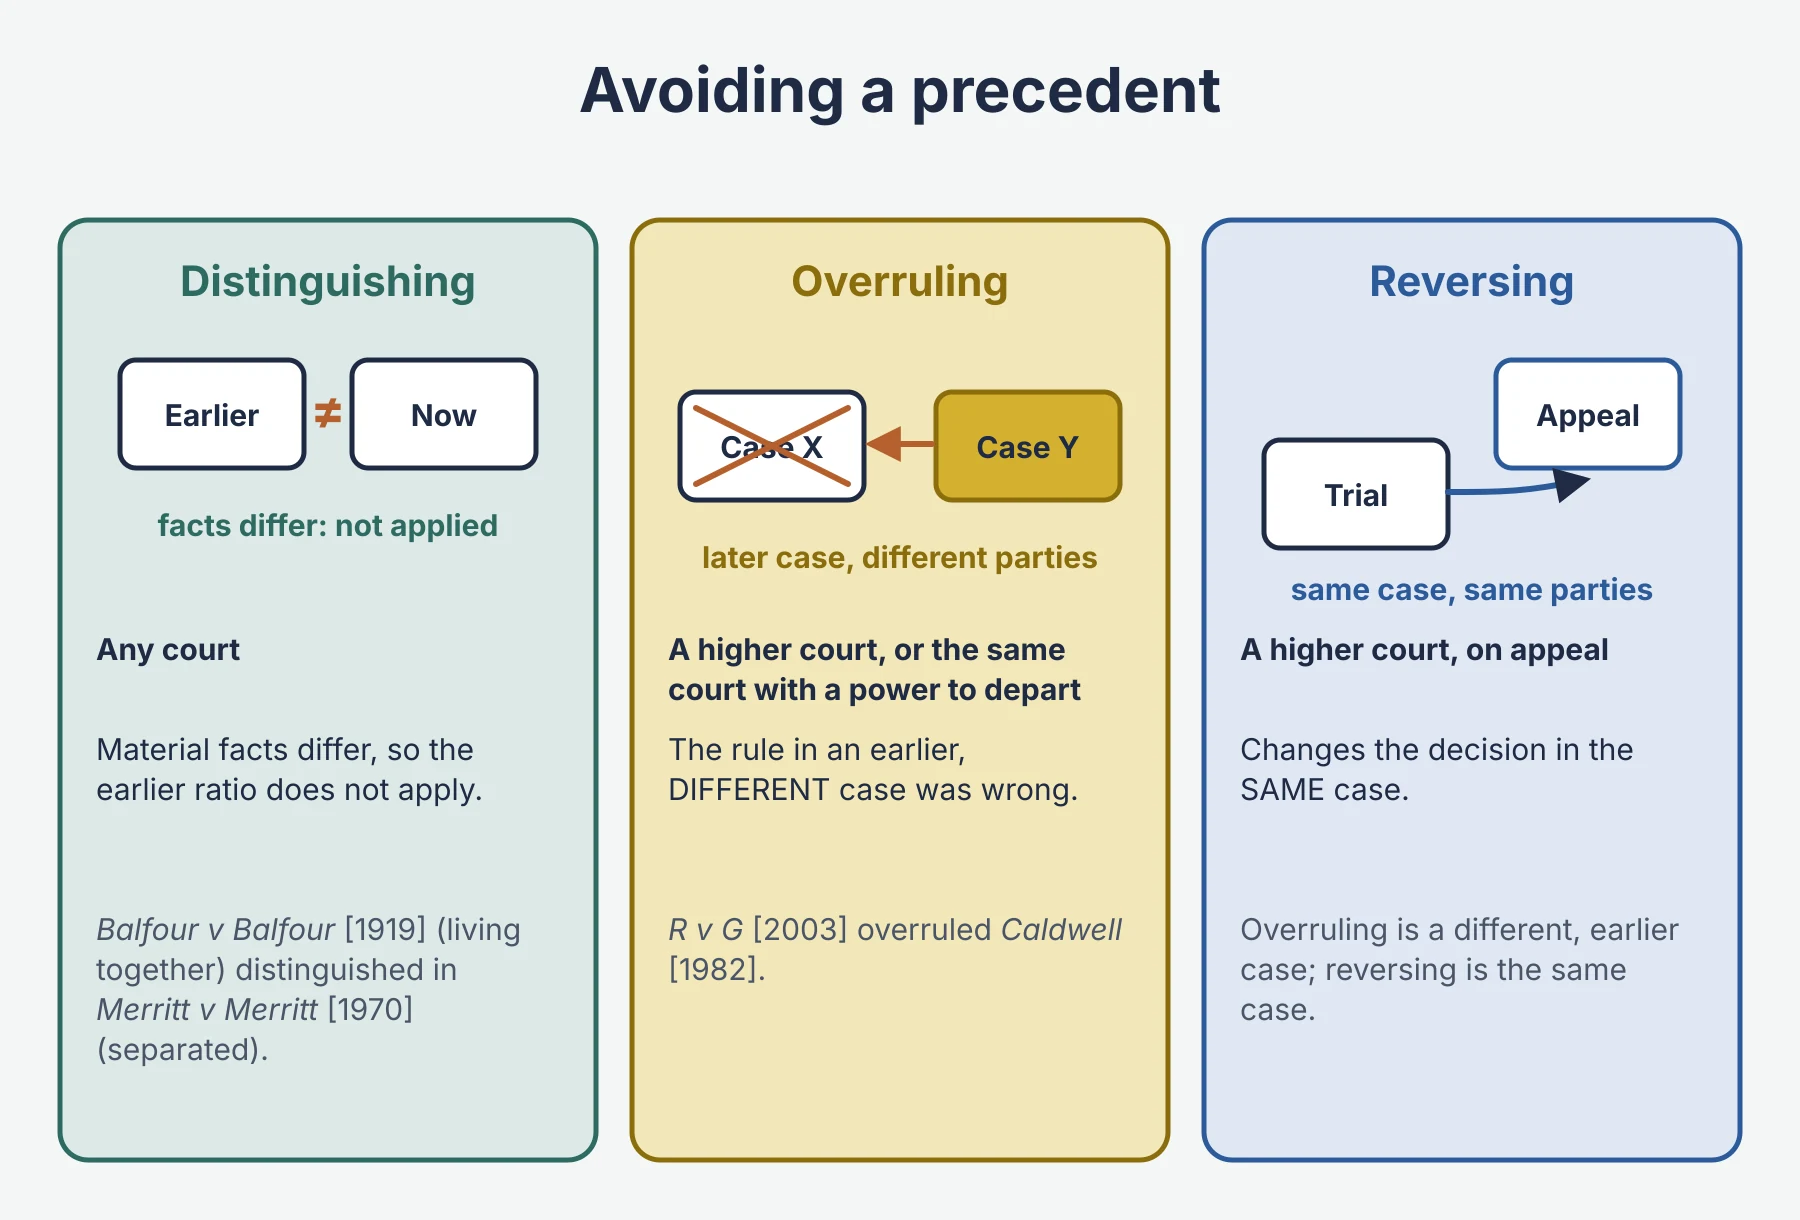 Avoiding a precedent
Distinguishing
Earlier
≠
Now
facts differ: not applied
Any court
Material facts differ, so the
earlier ratio does not apply.
Balfour v Balfour [1919] (living
together) distinguished in
Merritt v Merritt [1970]
(separated).
Overruling
Case X
Case Y
later case, different parties
A higher court, or the same
court with a power to depart
The rule in an earlier,
DIFFERENT case was wrong.
R v G [2003] overruled Caldwell
[1982].
Reversing
Appeal
Trial
same case, same parties
A higher court, on appeal
Changes the decision in the
SAME case.
Overruling is a different, earlier
case; reversing is the same
case.